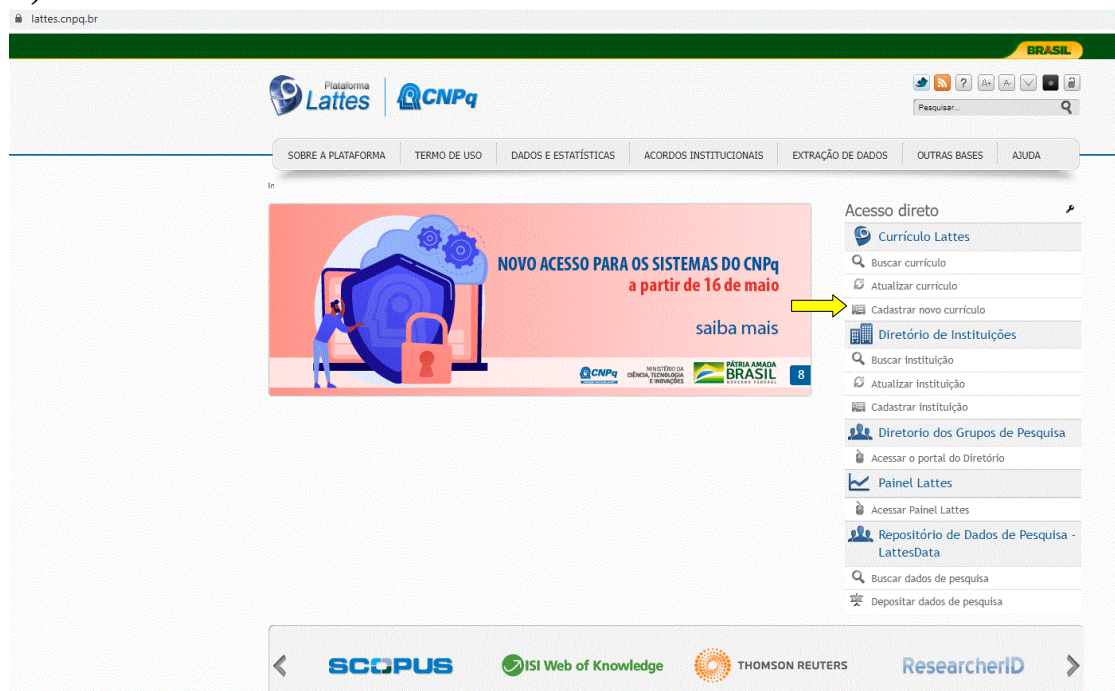 lattes.cnpq.br
BRASIL
Plataforma
Lattes
CNPq
? A+ A-
Pesquisar...
SOBRE A PLATAFORMA TERMO DE USO DADOS E ESTATÍSTICAS ACORDOS INSTITUCIONAIS EXTRAÇÃO DE DADOS OUTRAS BASES AJUDA
In
NOVO ACESSO PARA OS SISTEMAS DO CNPq
a partir de 16 de maio
saiba mais
CNPq
MINISTÉRIO DA
CIÊNCIA, TECNOLOGIA
E INOVAÇÕES
PÁTRIA AMADA
BRASIL
GOVERNO FEDERAL
8
Acesso direto
Currículo Lattes
Buscar currículo
Atualizar currículo
Cadastrar novo currículo
Diretório de Instituições
Buscar instituição
Atualizar instituição
Cadastrar instituição
Diretorio dos Grupos de Pesquisa
Acessar o portal do Diretório
Painel Lattes
Acessar Painel Lattes
Repositório de Dados de Pesquisa -
LattesData
Buscar dados de pesquisa
Depositar dados de pesquisa
SCOPUS
ISI Web of Knowledge
THOMSON REUTERS
ResearcherID